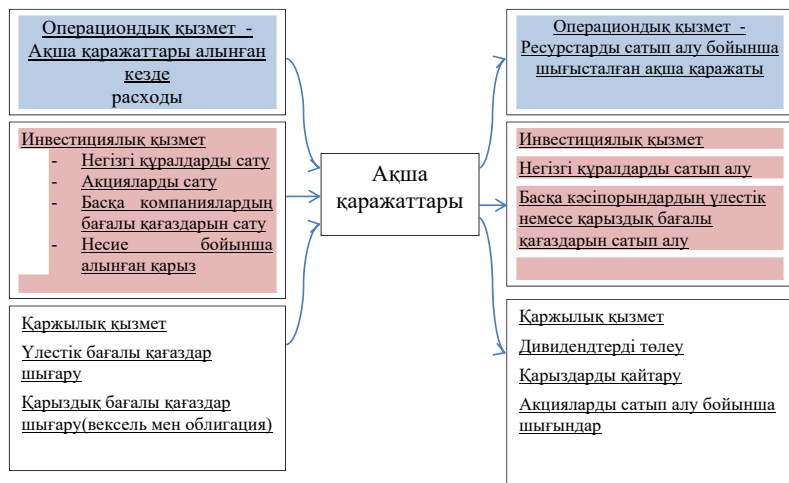 Операциондық қызмет -
Ақша қаражаттары алынған
кезде
расходы
Инвестициялық қызмет
- Негізгі құралдарды сату
- Акцияларды сату
- Басқа компаниялардың
бағалы қағаздарын сату
- Несие бойынша
алынған қарыз
Қаржылық қызмет
Үлестік бағалы қағаздар
шығару
Қарыздық бағалы қағаздар
шығару(вексель мен облигация)
Ақша
қаражаттары
Операциондық қызмет -
Ресурстарды сатып алу бойынша
шығысталған ақша қаражаты
Инвестициялық қызмет
Негізгі құралдарды сатып алу
Басқа кәсіпорындардың үлестік
немесе қарыздық бағалы
қағаздарын сатып алу
Қаржылық қызмет
Дивидендтерді төлеу
Қарыздарды қайтару
Акцияларды сатып алу бойынша
шығындар